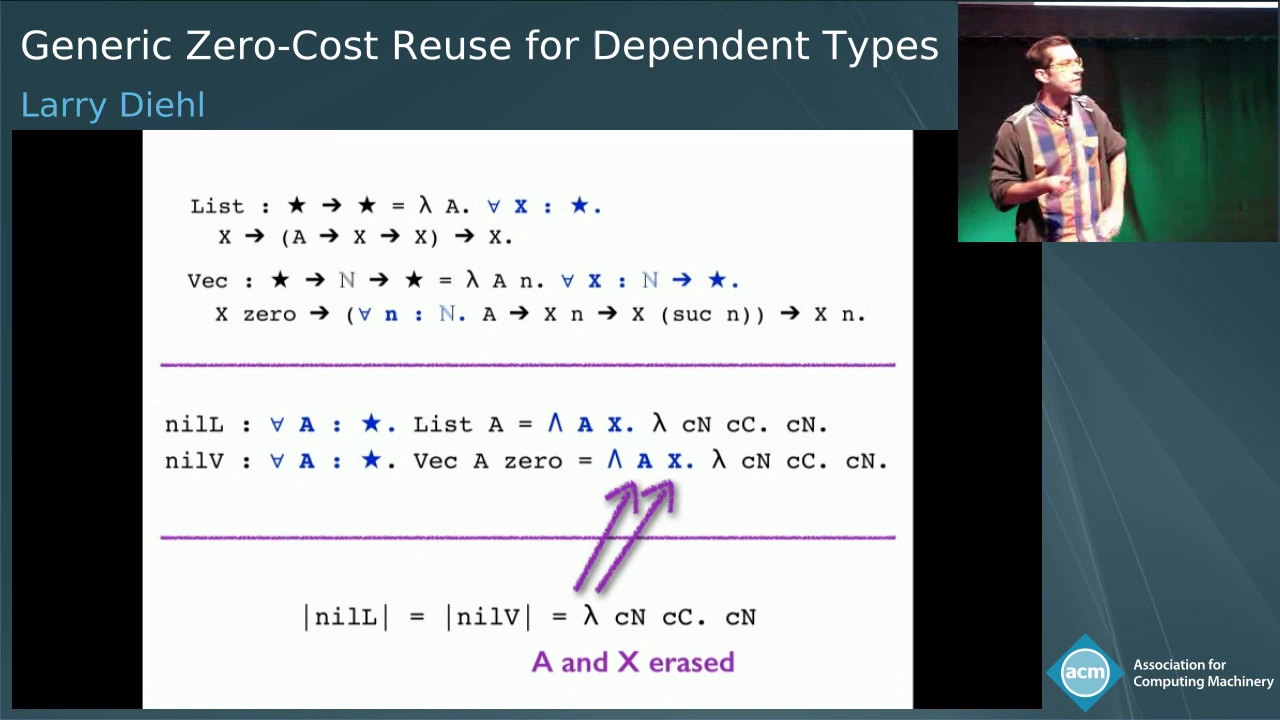 Generic Zero-Cost Reuse for Dependent Types
Larry Diehl
List : ★ ➔ ★ = λ A. ∀ X : ★.
X ➔ (A ➔ X ➔ X) ➔ X.
Vec : ★ ➔ ℕ ➔ ★ = λ A n. ∀ X : ℕ ➔ ★.
X zero ➔ (∀ n : ℕ. A ➔ X n ➔ X (suc n)) ➔ X n.
nilL : ∀ A : ★. List A = Λ A X. λ cN cC. cN.
nilV : ∀ A : ★. Vec A zero = Λ A X. λ cN cC. cN.
|nilL| = |nilV| = λ cN cC. cN
A and X erased
acm
Association for
Computing Machinery